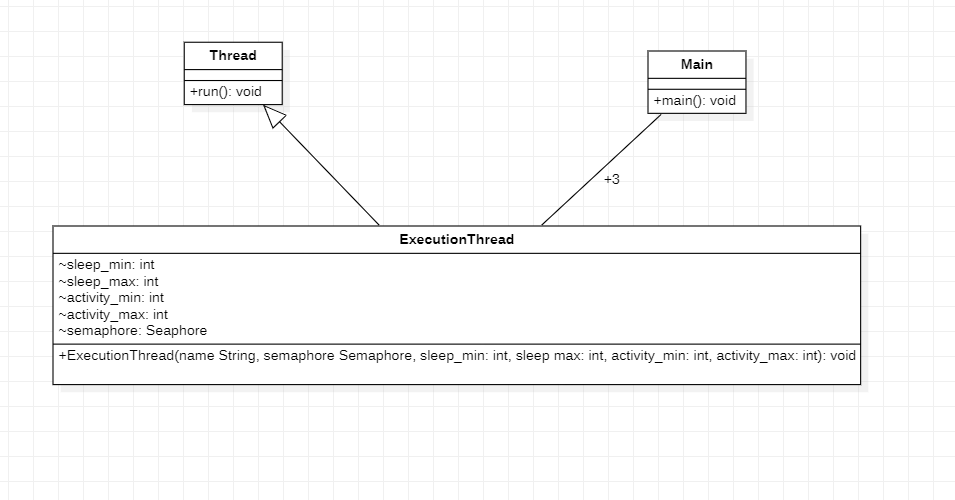 Thread
+run(): void
Main
+main(): void
+3
ExecutionThread
~sleep_min: int
~sleep_max: int
~activity_min: int
~activity_max: int
~semaphore: Seaphore
+ExecutionThread(name String, semaphore Semaphore, sleep_min: int, sleep max: int, activity_min: int, activity_max: int): void